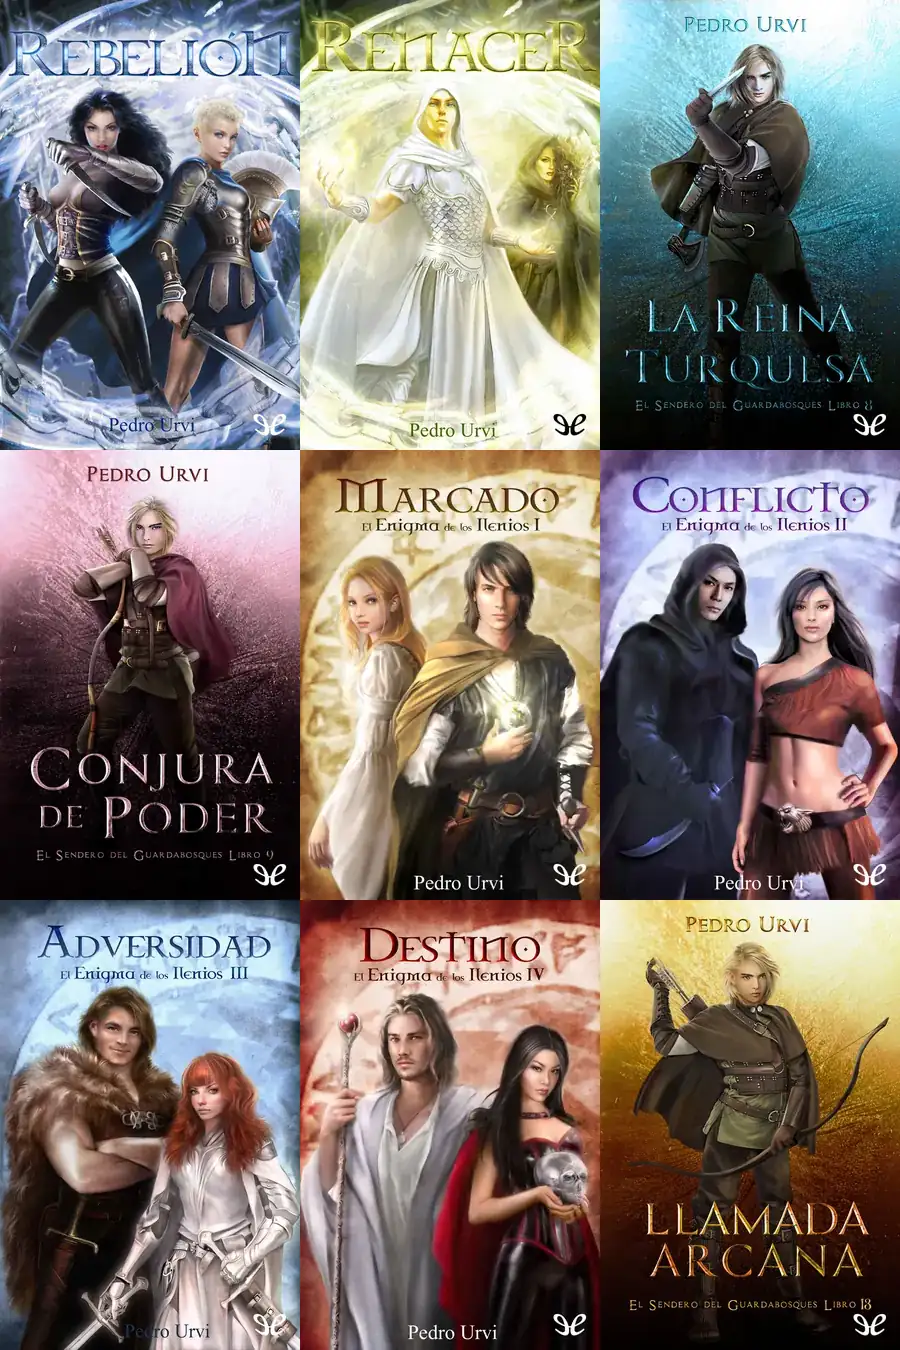 REBELIÓN
Pedro Urvi
RENACER
Pedro Urvi
PEDRO URVI
LA REINA
TURQUESA
EL SENDERO DEL GUARDABOSQUES LIBRO 8
PEDRO URVI
CONJURA
DE PODER
EL SENDERO DEL GUARDABOSQUES LIBRO 9
MARCADO
El Enigma de los Ilenios I
Pedro Urvi
CONFLICTO
El Enigma de los Ilenios II
Pedro Urvi
ADVERSIDAD
El Enigma de los Ilenios III
Pedro Urvi
DESTINO
El Enigma de los Ilenios IV
Pedro Urvi
PEDRO URVI
LLAMADA
ARCANA
EL SENDERO DEL GUARDABOSQUES LIBRO 18